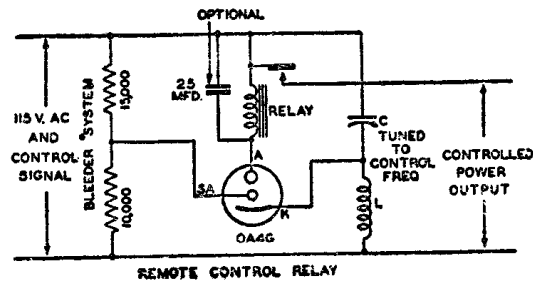 OPTIONAL
115 V. AC
AND
CONTROL
SIGNAL
BLEEDER SYSTEM
15,000
10,000
25
MFD.
RELAY
A
SA
K
OA4G
C
TUNED
TO
CONTROL
FREQ
L
CONTROLLED
POWER
OUTPUT
REMOTE CONTROL RELAY